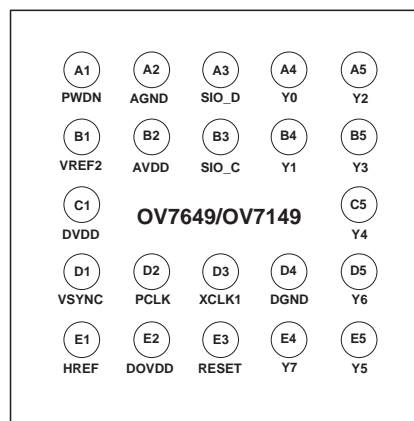 A1 A2 A3 A4 A5
PWDN AGND SIO_D Y0 Y2
B1 B2 B3 B4 B5
VREF2 AVDD SIO_C Y1 Y3
C1 OV7649/OV7149 C5
DVDD Y4
D1 D2 D3 D4 D5
VSYNC PCLK XCLK1 DGND Y6
E1 E2 E3 E4 E5
HREF DOVDD RESET Y7 Y5